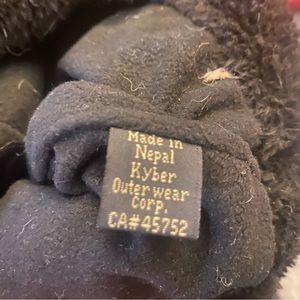 Made in
Nepal
Kyber
Outer wear
Corp.
CA#45752